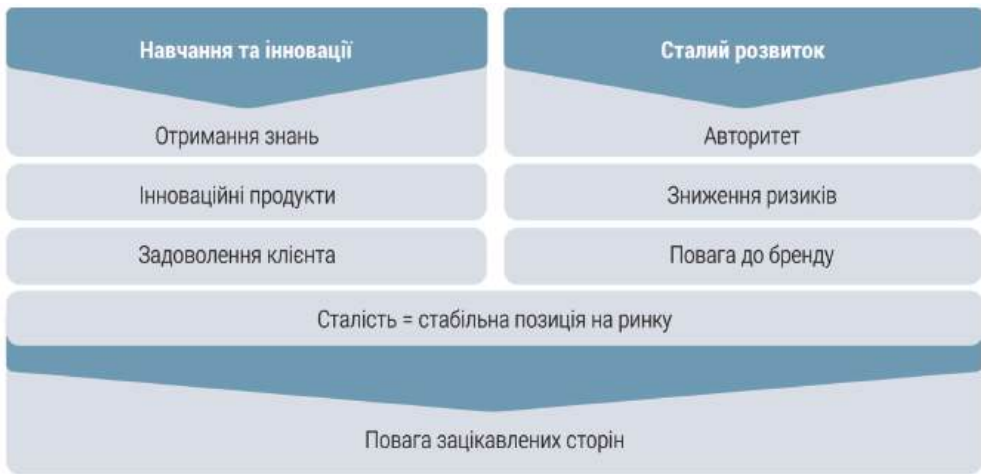 Навчання та інновації
Отримання знань
Інноваційні продукти
Задоволення клієнта
Сталий розвиток
Авторитет
Зниження ризиків
Повага до бренду
Сталість = стабільна позиція на ринку
Повага зацікавлених сторін